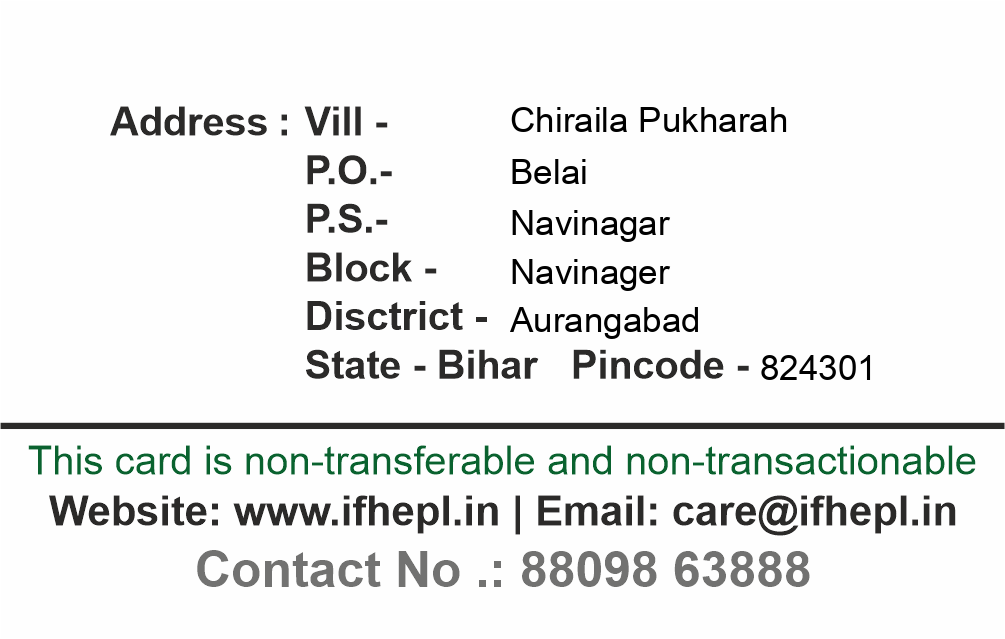 Address : Vill - Chiraila Pukharah
P.O.- Belai
P.S.- Navinagar
Block - Navinager
Disctrict - Aurangabad
State - Bihar Pincode - 824301
This card is non-transferable and non-transactionable
Website: www.ifhepl.in | Email: care@ifhepl.in
Contact No .: 88098 63888